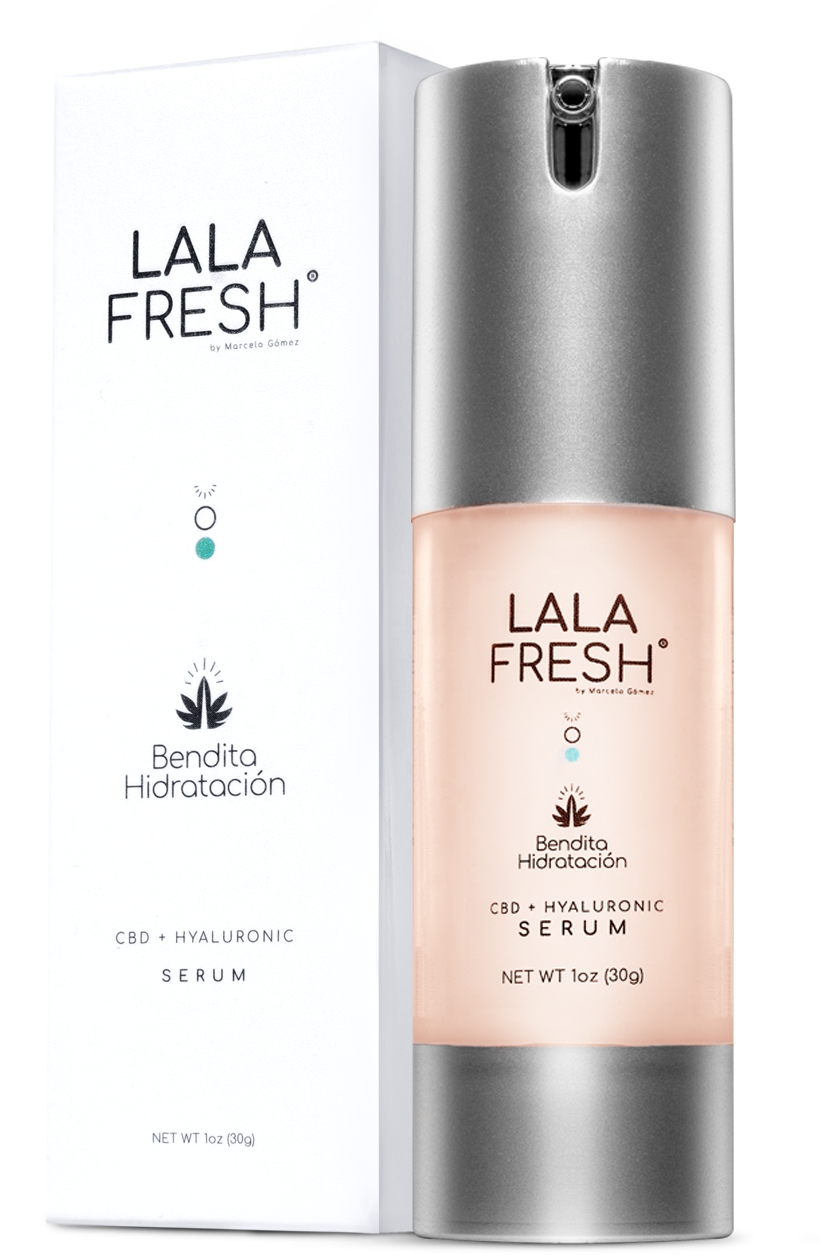 LALA
FRESH®
by Marcela Gómez
Bendita
Hidratación
CBD + HYALURONIC
SERUM
NET WT 1oz (30g)
LALA
FRESH®
by Marcela Gómez
Bendita
Hidratación
CBD + HYALURONIC
SERUM
NET WT 1oz (30g)